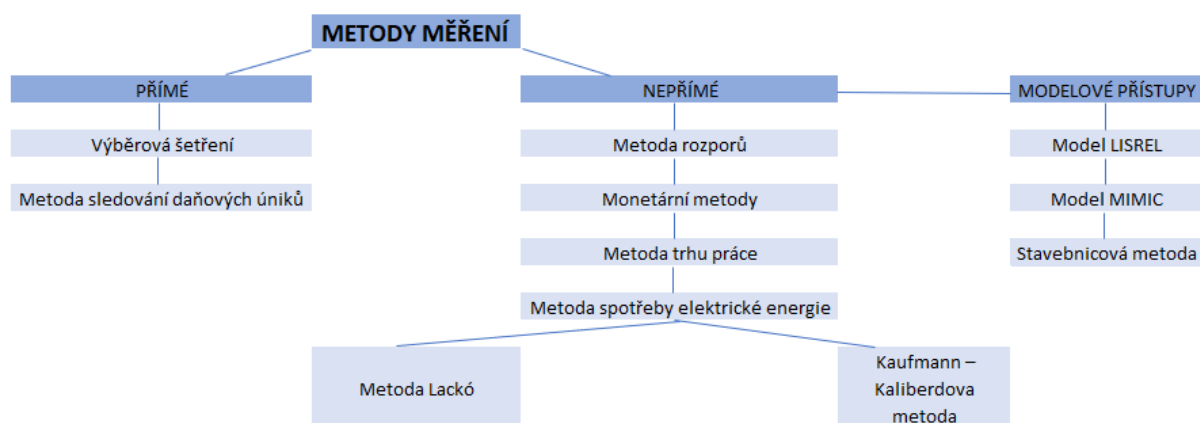 METODY MĚŘENÍ
PŘÍMÉ
NEPŘÍMÉ
MODELOVÉ PŘÍSTUPY
Výběrová šetření
Metoda rozporů
Model LISREL
Metoda sledování daňových úniků
Monetární metody
Model MIMIC
Metoda trhu práce
Stavebnicová metoda
Metoda spotřeby elektrické energie
Metoda Lackó
Kaufmann –
Kaliberdova
metoda